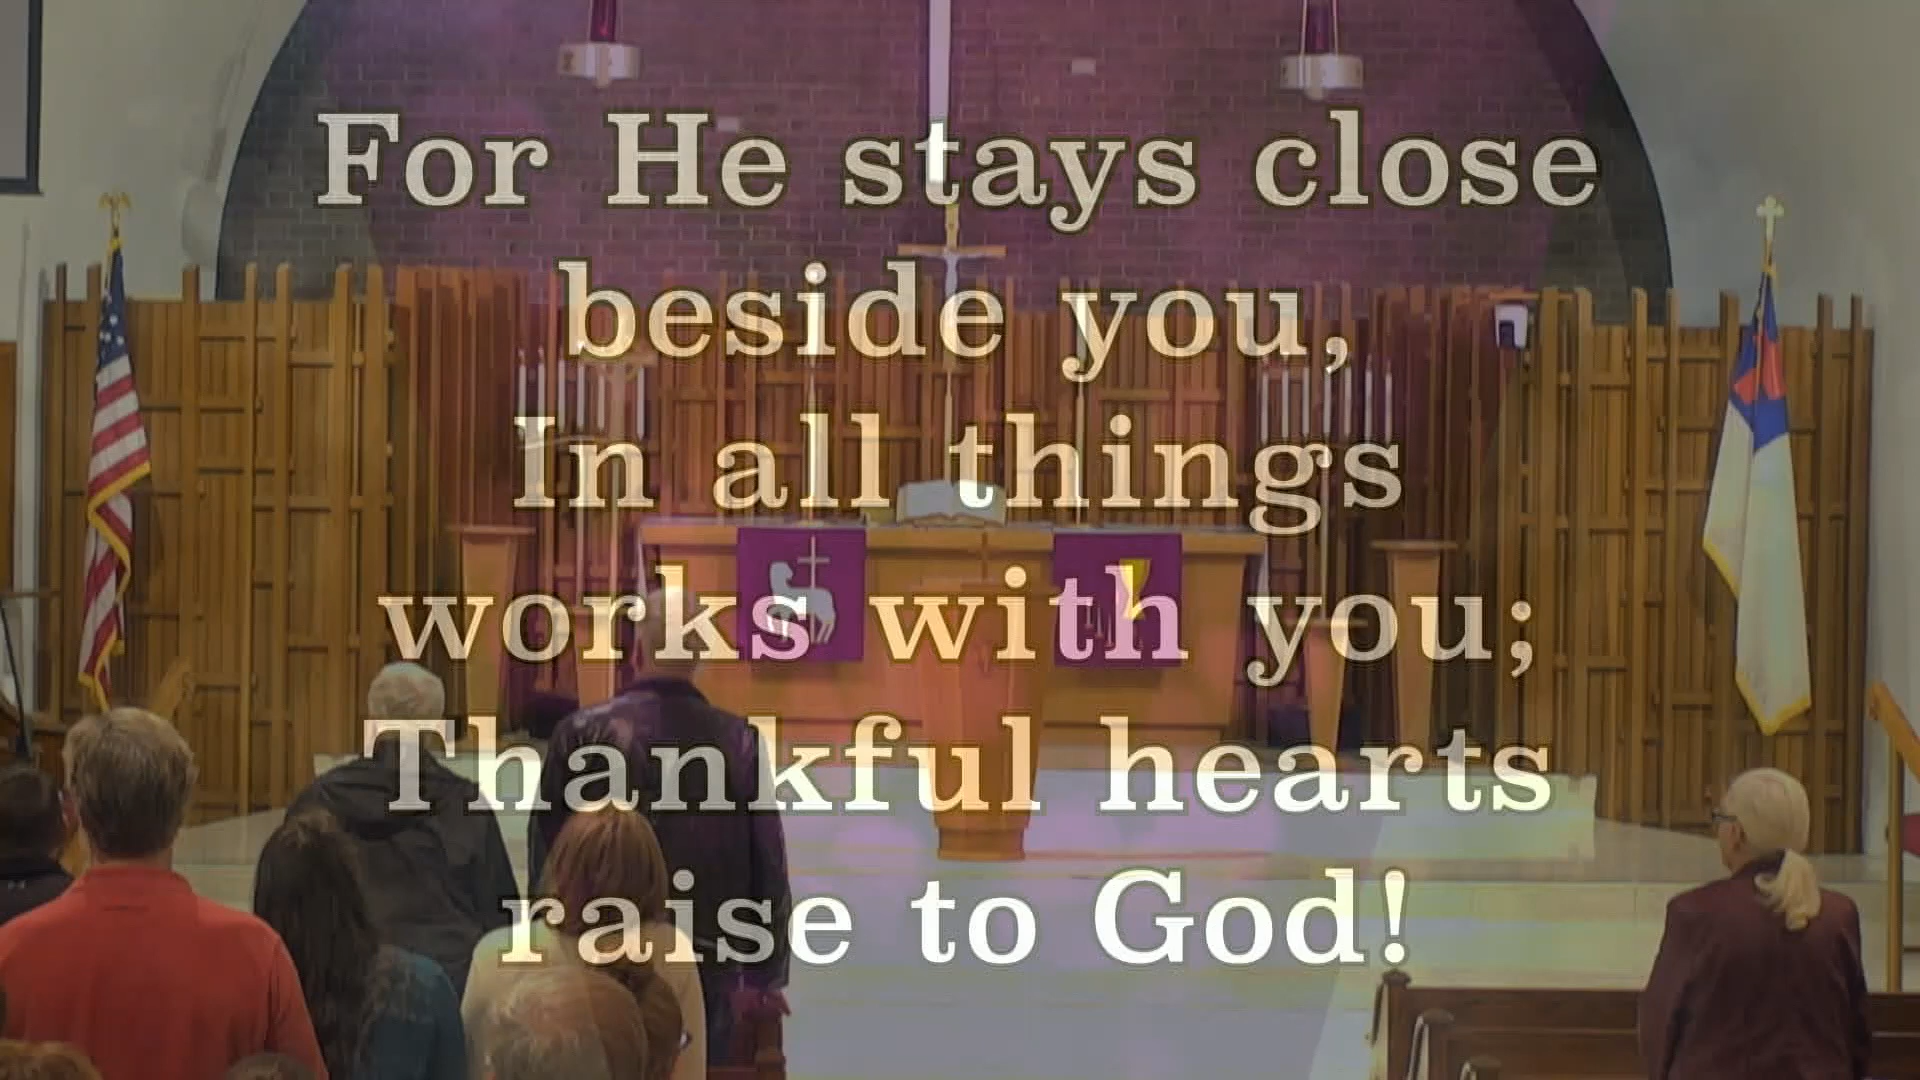 For He stays close
beside you,
In all things
works with you;
Thankful hearts
raise to God!